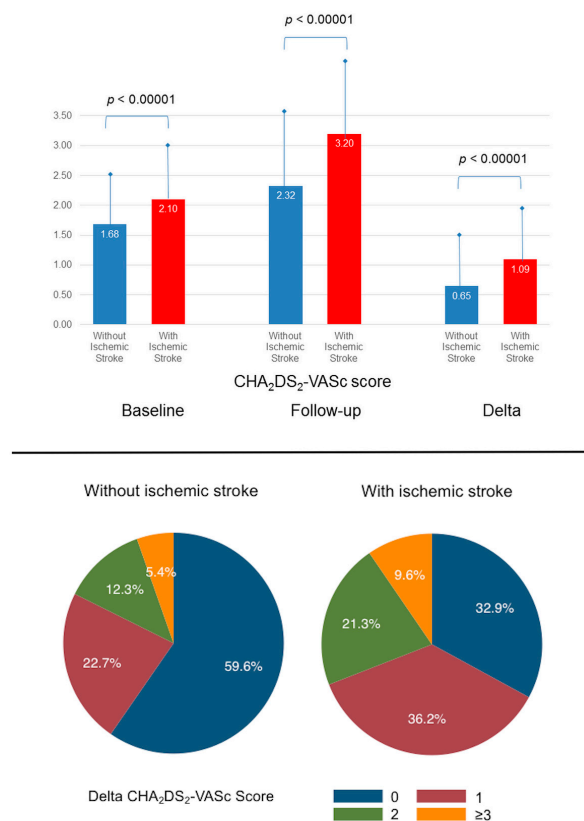 p < 0.00001
p < 0.00001
p < 0.00001
3.50
3.00
2.50
2.00
1.50
1.00
0.50
0.00
1.68
2.10
2.32
3.20
0.65
1.09
Without
Ischemic
Stroke
With
Ischemic
Stroke
Without
Ischemic
Stroke
With
Ischemic
Stroke
Without
Ischemic
Stroke
With
Ischemic
Stroke
CHA₂DS₂-VASc score
Baseline
Follow-up
Delta
Without ischemic stroke
With ischemic stroke
5.4%
12.3%
22.7%
59.6%
9.6%
32.9%
21.3%
36.2%
Delta CHA₂DS₂-VASc Score
0
1
2
≥3